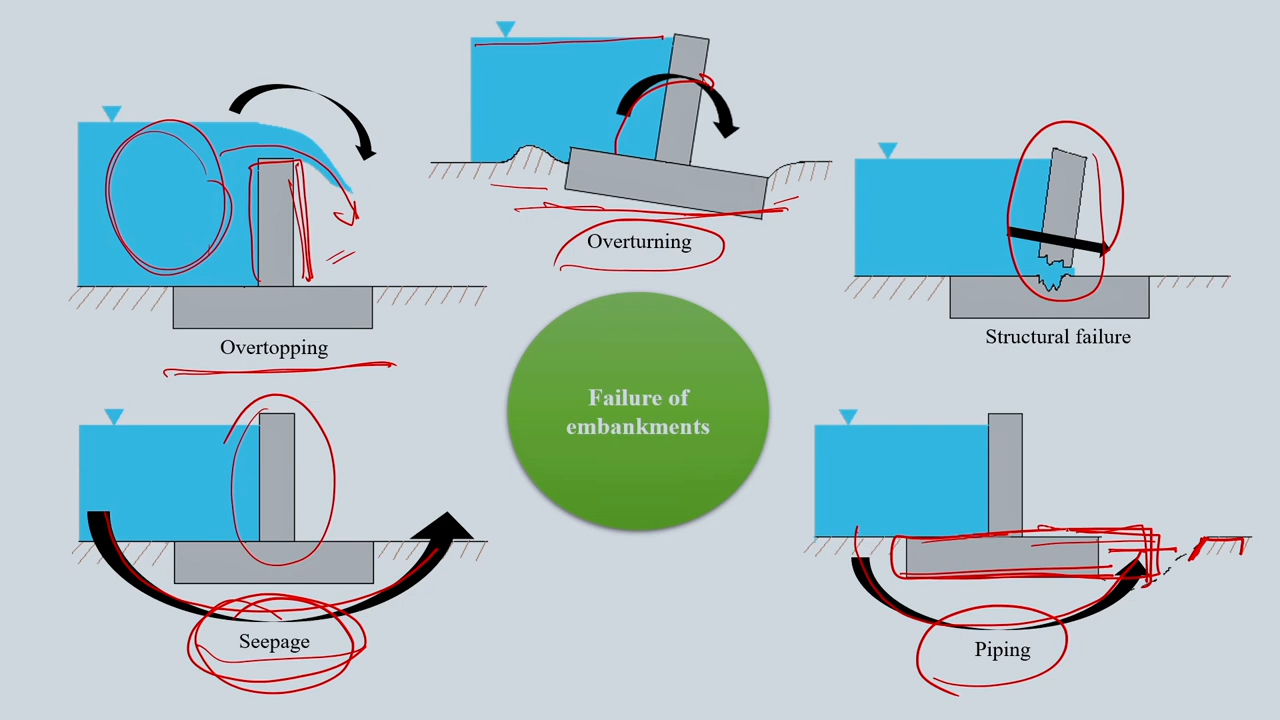 Overturning
Overtopping
Structural failure
Failure of
embankments
Seepage
Piping